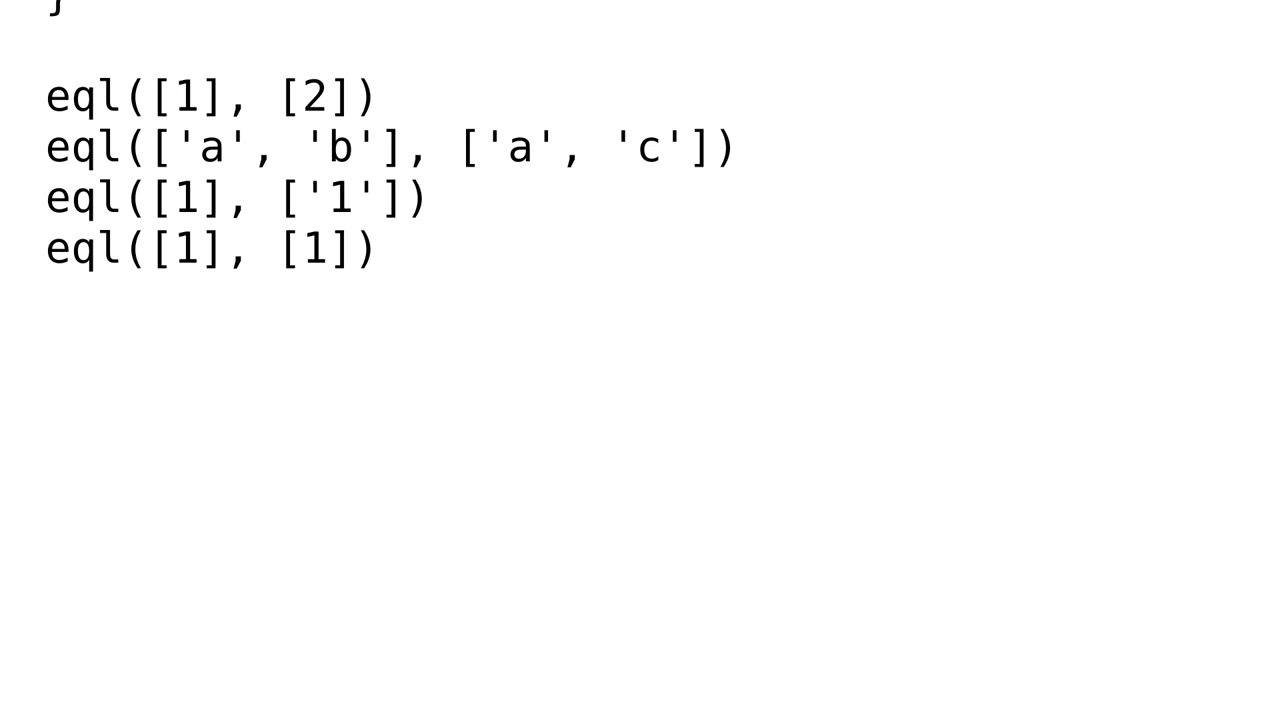 }
eql([1], [2])
eql(['a', 'b'], ['a', 'c'])
eql([1], ['1'])
eql([1], [1])